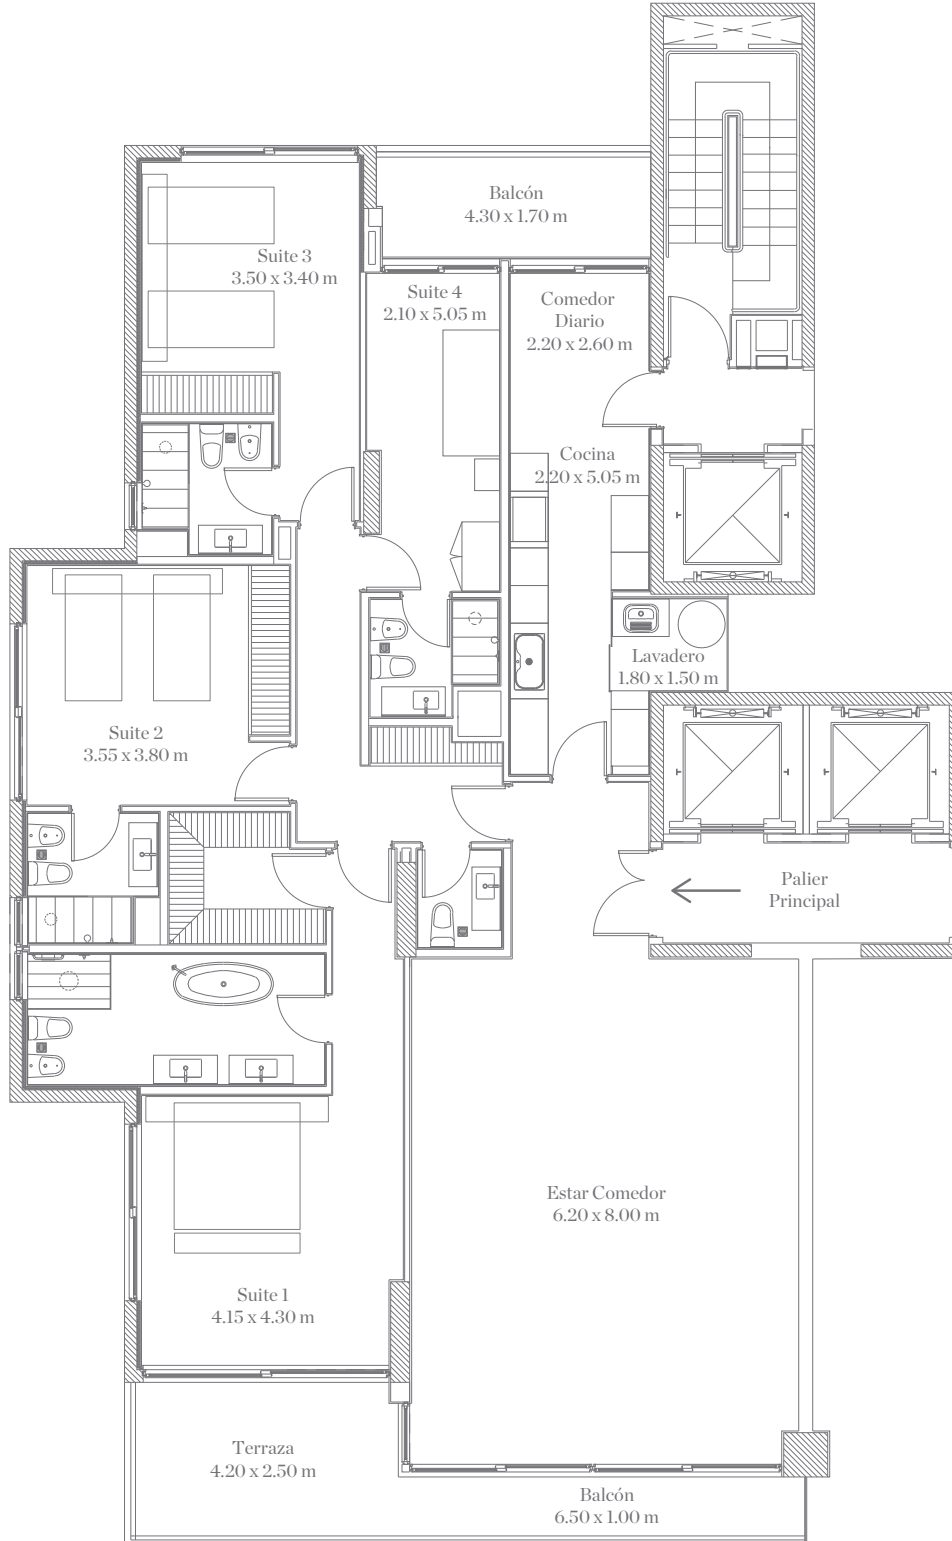 Balcón
4.30 x 1.70 m
Suite 3
3.50 x 3.40 m
Suite 4
2.10 x 5.05 m
Comedor
Diario
2.20 x 2.60 m
Cocina
2.20 x 5.05 m
Lavadero
1.80 x 1.50 m
Suite 2
3.55 x 3.80 m
Palier
Principal
Estar Comedor
6.20 x 8.00 m
Suite 1
4.15 x 4.30 m
Terraza
4.20 x 2.50 m
Balcón
6.50 x 1.00 m